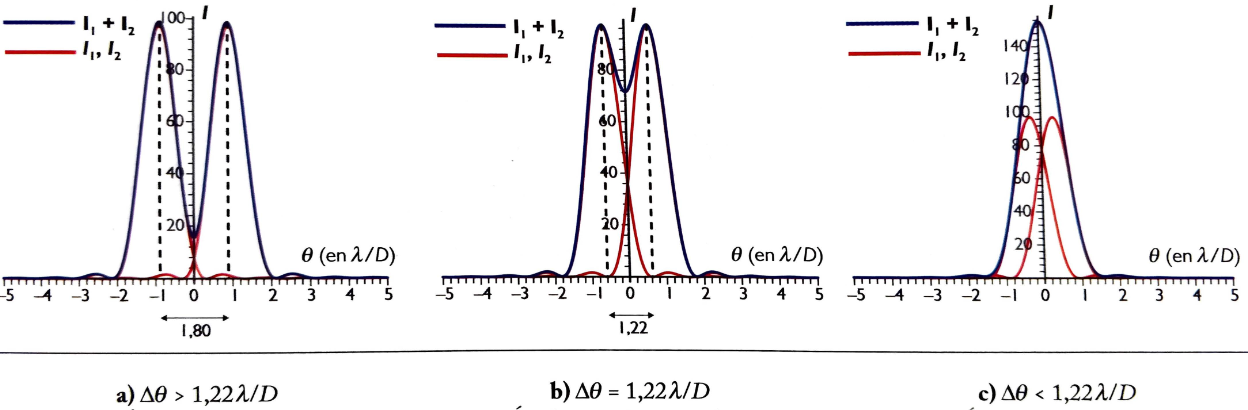 I₁ + I₂
I₁, I₂
I
100
80
60
40
20
θ (en λ/D)
–5 –4 –3 –2 –1 0 1 2 3 4 5
1,80
a) Δθ > 1,22λ/D
I₁ + I₂
I₁, I₂
I
80
60
40
20
θ (en λ/D)
–5 –4 –3 –2 –1 0 1 2 3 4 5
1,22
b) Δθ = 1,22λ/D
I₁ + I₂
I₁, I₂
I
140
120
100
80
60
40
20
θ (en λ/D)
–5 –4 –3 –2 –1 0 1 2 3 4 5
c) Δθ < 1,22λ/D